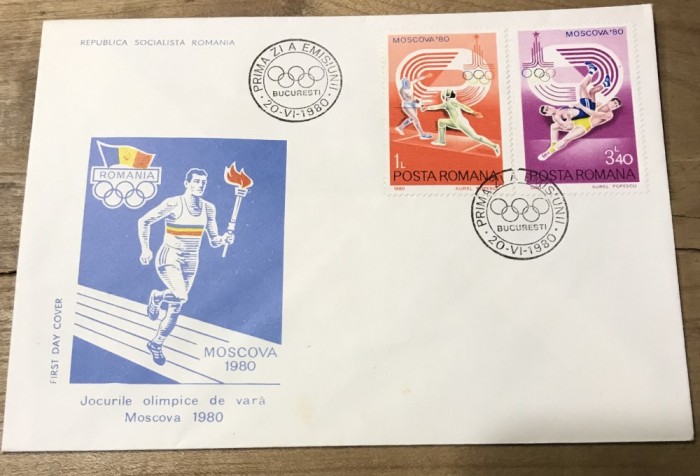 REPUBLICA SOCIALISTA ROMANIA
PRIMA ZI A EMISIUNII
BUCURESTI
20-VI-1980
MOSCOVA '80
1L
POSTA ROMANA
1980
AUREL
MOSCOVA '80
3L40
POSTA ROMANA
AUREL POPESCU
PRIMA ZI A EMISIUNII
BUCURESTI
20-VI-1980
ROMANIA
MOSCOVA
1980
FIRST DAY COVER
Jocurile olimpice de vară
Moscova 1980